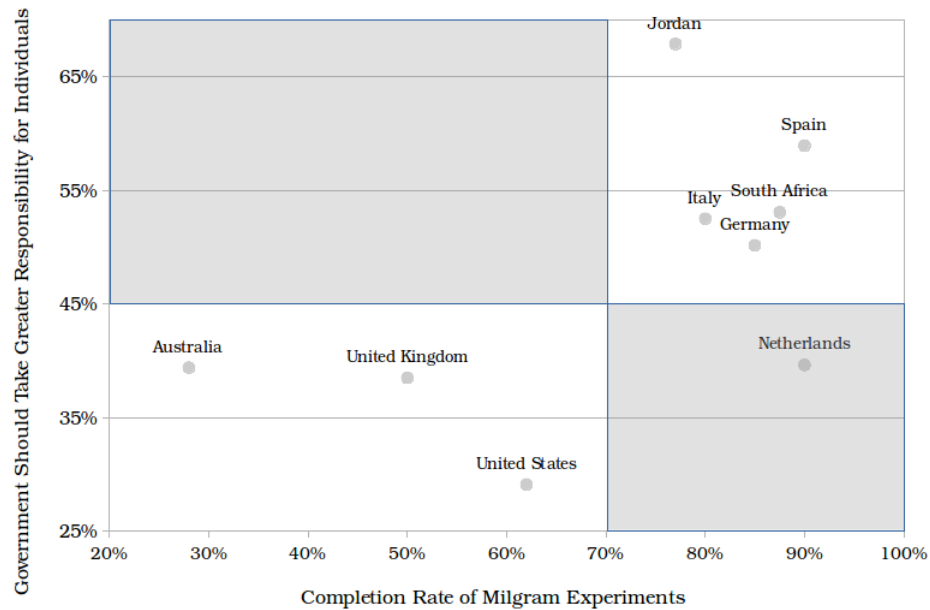 Government Should Take Greater Responsibility for Individuals
Jordan
65%
Spain
55%
South Africa
Italy
Germany
45%
Australia
United Kingdom
Netherlands
35%
United States
25%
20% 30% 40% 50% 60% 70% 80% 90% 100%
Completion Rate of Milgram Experiments